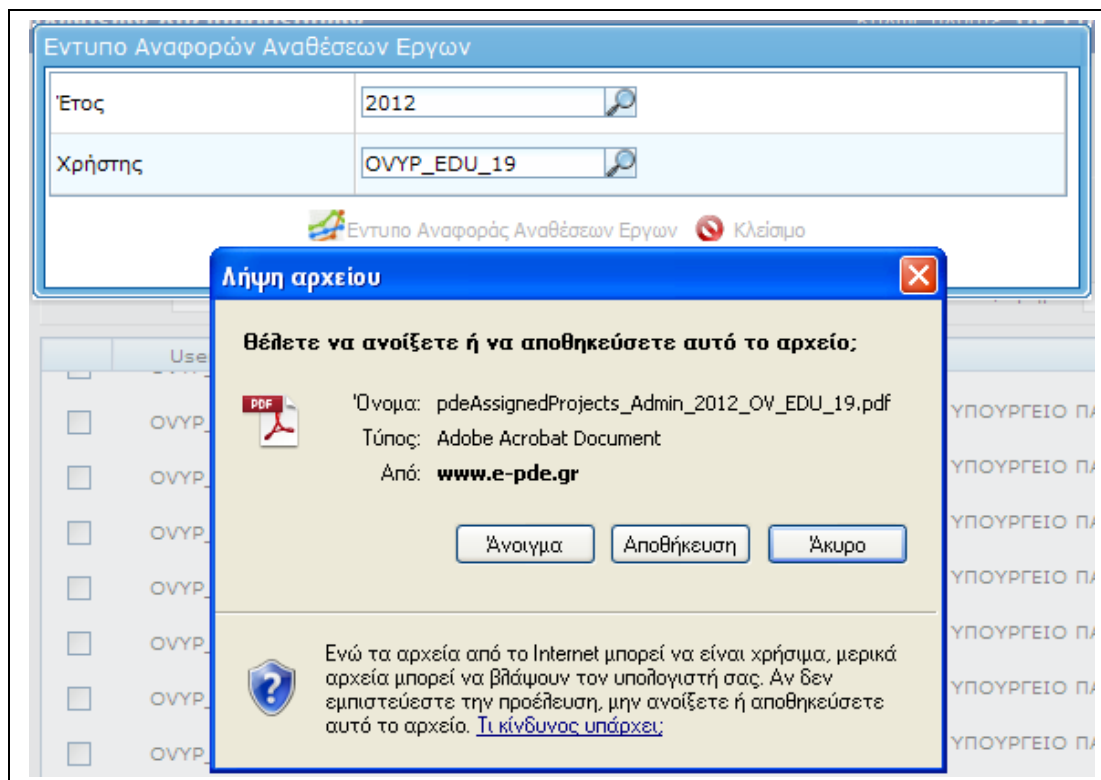 Εντυπο Αναφορών Αναθέσεων Εργων
Έτος
2012
Χρήστης
OVYP_EDU_19
Εντυπο Αναφοράς Αναθέσεων Εργων Κλείσιμο
Λήψη αρχείου
Θέλετε να ανοίξετε ή να αποθηκεύσετε αυτό το αρχείο;
PDF
Όνομα: pdeAssignedProjects_Admin_2012_OV_EDU_19.pdf
Τύπος: Adobe Acrobat Document
Από: www.e-pde.gr
Άνοιγμα Αποθήκευση Άκυρο
Ενώ τα αρχεία από το Internet μπορεί να είναι χρήσιμα, μερικά
αρχεία μπορεί να βλάψουν τον υπολογιστή σας. Αν δεν
εμπιστεύεστε την προέλευση, μην ανοίξετε ή αποθηκεύσετε
αυτό το αρχείο. Τι κίνδυνος υπάρχει;
Use
OVYP_ ΥΠΟΥΡΓΕΙΟ ΠΑ
OVYP_ ΥΠΟΥΡΓΕΙΟ ΠΑ
OVYP_ ΥΠΟΥΡΓΕΙΟ ΠΑ
OVYP_ ΥΠΟΥΡΓΕΙΟ ΠΑ
OVYP_ ΥΠΟΥΡΓΕΙΟ ΠΑ
OVYP_ ΥΠΟΥΡΓΕΙΟ ΠΑ
OVYP_ ΥΠΟΥΡΓΕΙΟ ΠΑ